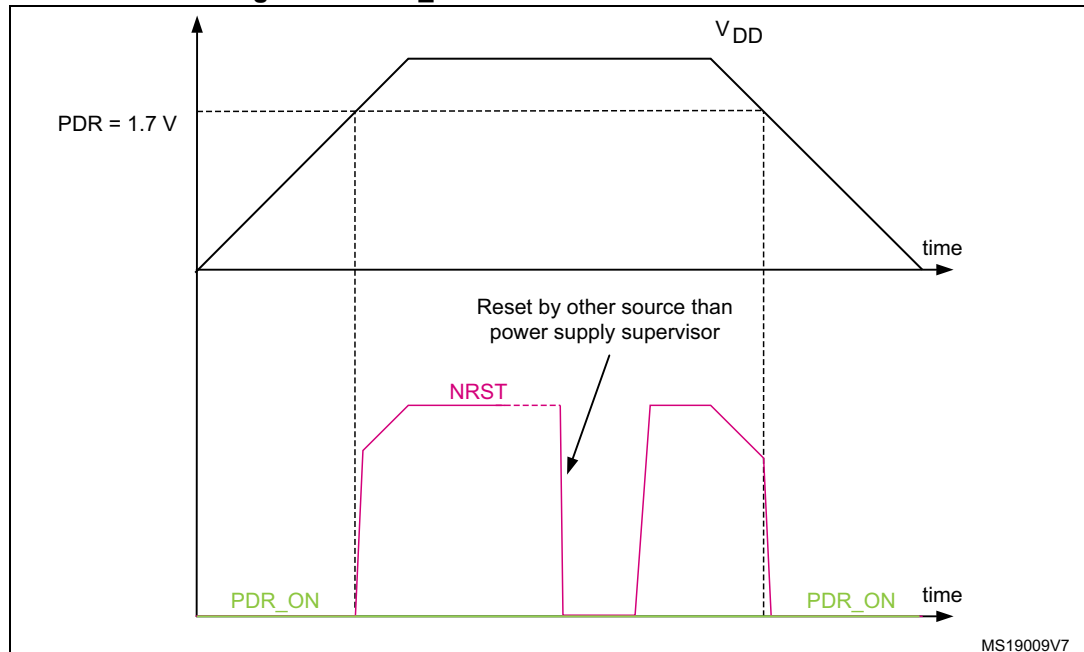 V DD
PDR = 1.7 V
time
Reset by other source than
power supply supervisor
NRST
PDR_ON
PDR_ON
time
MS19009V7